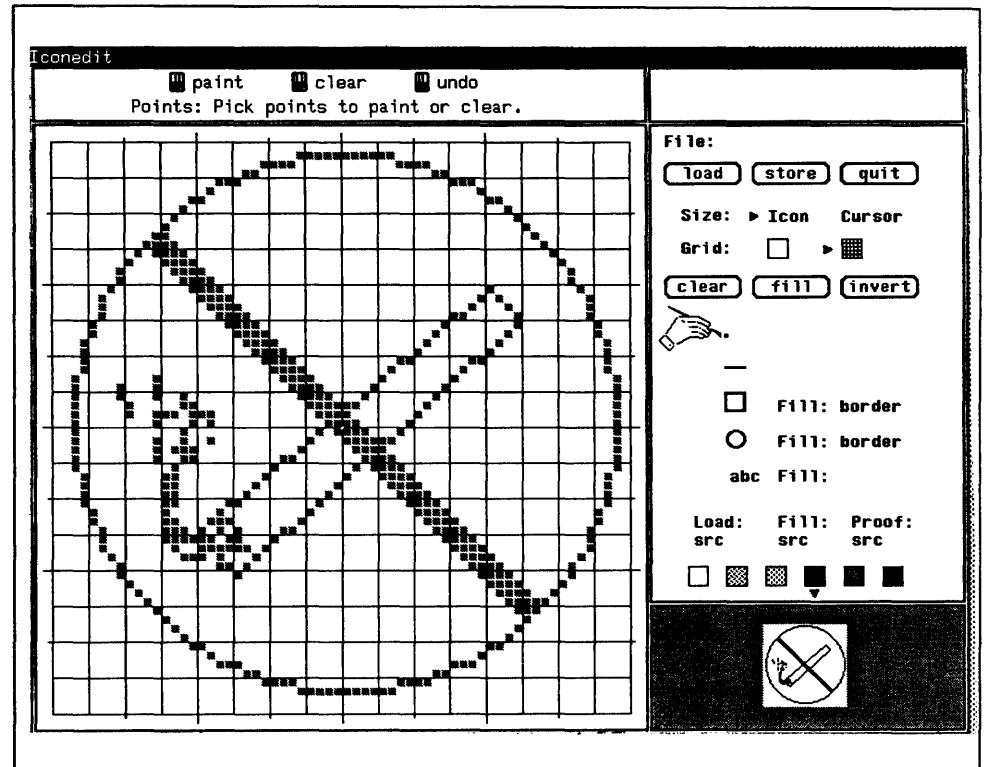 Iconedit
paint clear undo
Points: Pick points to paint or clear.
File:
load store quit
Size: Icon Cursor
Grid:
clear fill invert
Fill: border
Fill: border
abc Fill:
Load: Fill: Proof:
src src src